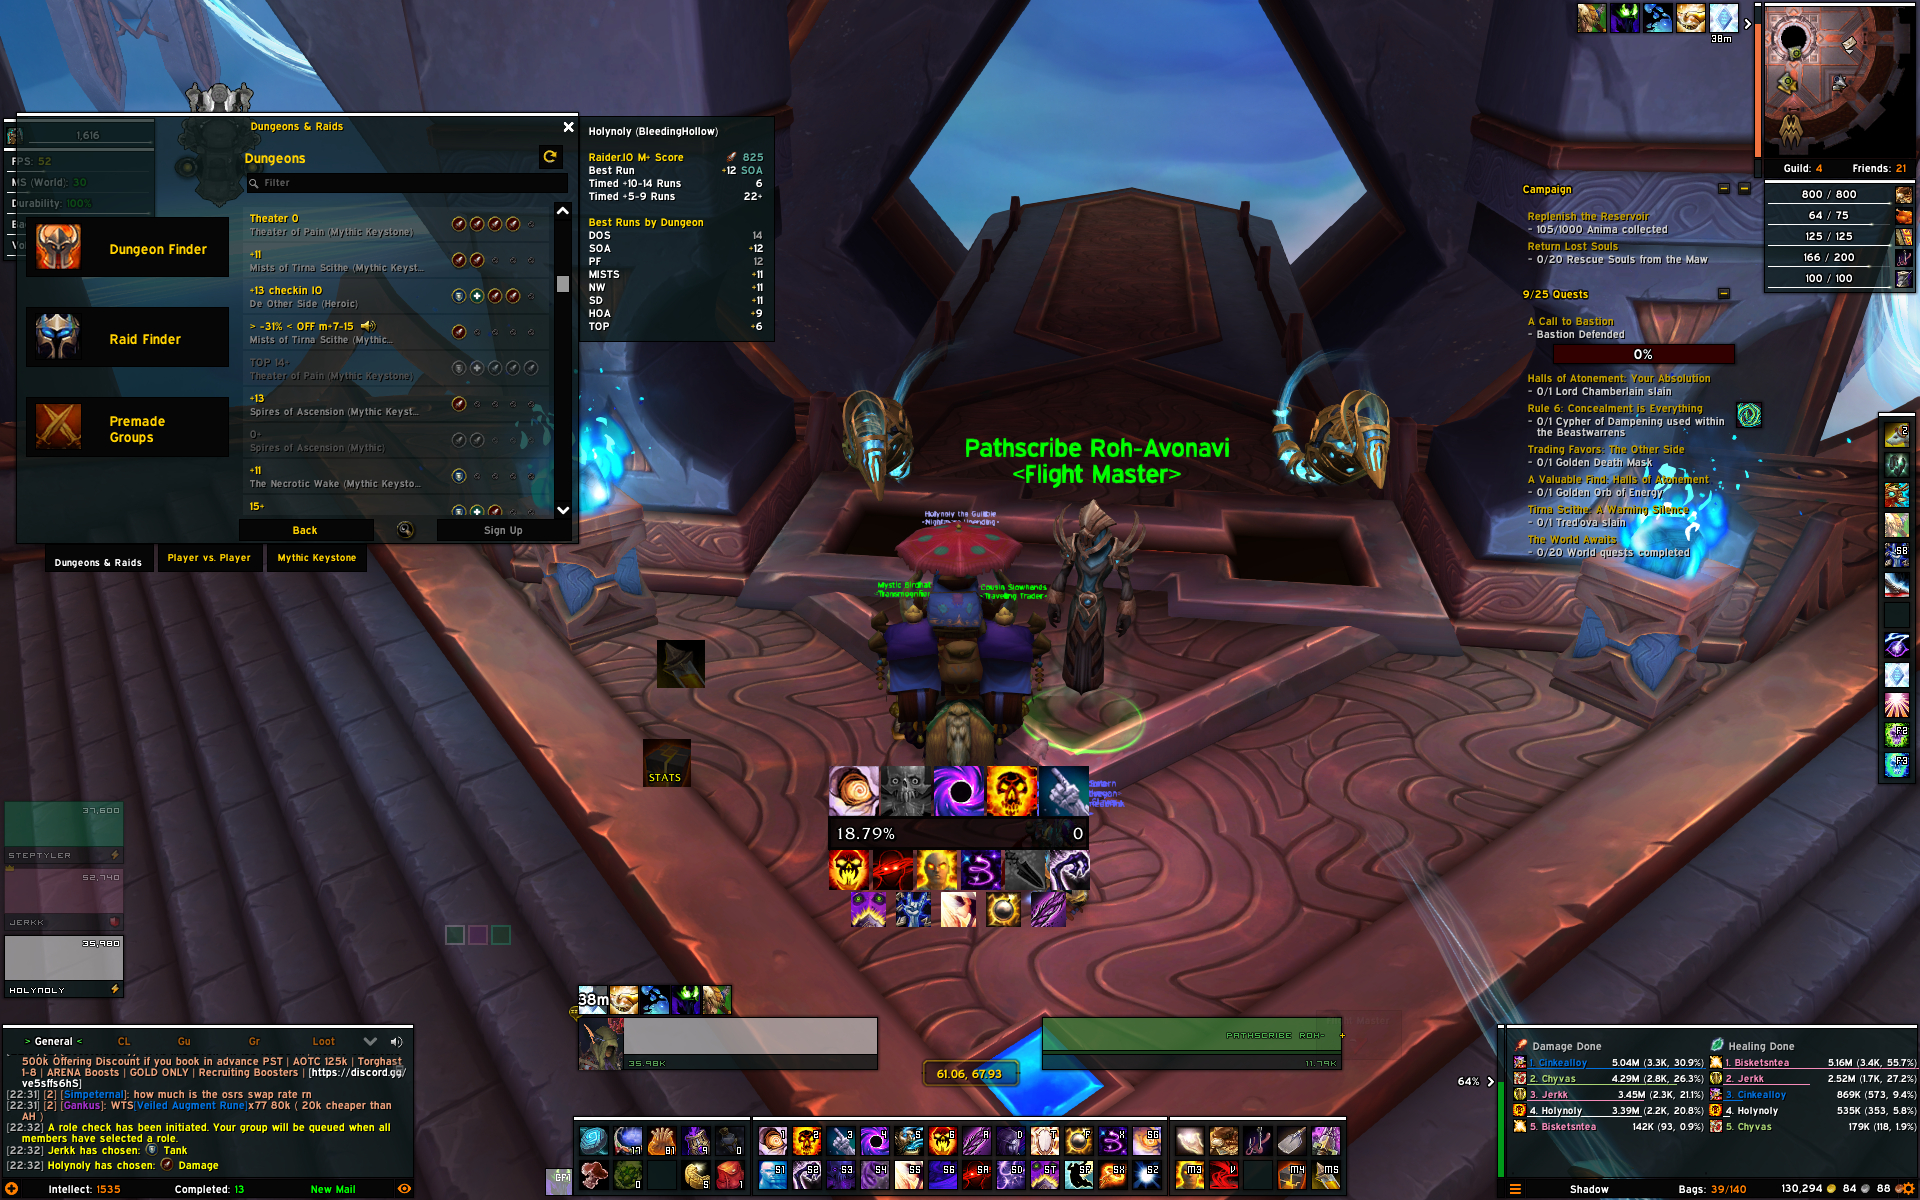 1,616
FPS: 52
MS (World): 30
Durability: 100%
Dungeons & Raids
Dungeons
Filter
Dungeon Finder
Raid Finder
Premade
Groups
Theater 0
Theater of Pain (Mythic Keystone)
+11
Mists of Tirna Scithe (Mythic Keyst...
+13 checkin IO
De Other Side (Heroic)
> -31% < OFF m+7-15
Mists of Tirna Scithe (Mythic...
TOP 14+
Theater of Pain (Mythic Keystone)
+13
Spires of Ascension (Mythic Keyst...
0+
Spires of Ascension (Mythic)
+11
The Necrotic Wake (Mythic Keysto...
15+
Back
Sign Up
Dungeons & Raids
Player vs. Player
Mythic Keystone
Holynoly (BleedingHollow)
Raider.IO M+ Score 825
Best Run +12 SOA
Timed +10-14 Runs 6
Timed +5-9 Runs 22+
Best Runs by Dungeon
DOS 14
SOA +12
PF 12
MISTS +11
NW +11
SD +11
HOA +9
TOP +6
38m
Guild: 4 Friends: 21
800 / 800
64 / 75
125 / 125
166 / 200
100 / 100
Campaign
Replenish the Reservoir
- 105/1000 Anima collected
Return Lost Souls
- 0/20 Rescue Souls from the Maw
9/25 Quests
A Call to Bastion
- Bastion Defended
0%
Halls of Atonement: Your Absolution
- 0/1 Lord Chamberlain slain
Rule 6: Concealment is Everything
- 0/1 Cypher of Dampening used within
the Beastwarrens
Trading Favors: The Other Side
- 0/1 Golden Death Mask
A Valuable Find: Halls of Atonement
- 0/1 Golden Orb of Energy
Tirna Scithe: A Warning Silence
- 0/1 Tred'ova slain
The World Awaits
- 0/20 World quests completed
Pathscribe Roh-Avonavi
<Flight Master>
Holynoly the Gullible
Mystic Birdhat
<Transmogrifier>
Cousin Slowhands
<Traveling Trader>
STATS
18.79% 0
37,600
STEPTYLER
52,740
JERKK
35,980
HOLYNOLY
38m
35.98K
PATHSCRIBE ROH-
11.79K
61.06, 67.93
64%
> General < CL Gu Gr Loot
500k Offering Discount if you book in advance PST | AOTC 125k | Torghast
1-8 | ARENA Boosts | GOLD ONLY | Recruiting Boosters | [https://discord.gg/
ve5sffs6hS]
[22:31] [2] [Simpeternal]: how much is the osrs swap rate rn
[22:31] [2] [Gankus]: WTS[Veiled Augment Rune]x77 80k ( 20k cheaper than
AH )
[22:32] A role check has been initiated. Your group will be queued when all
members have selected a role.
[22:32] Jerkk has chosen: Tank
[22:32] Holynoly has chosen: Damage
Intellect: 1535 Completed: 13 New Mail
Damage Done
1. Cinkealloy 5.04M (3.3K, 30.9%)
2. Chyvas 4.29M (2.8K, 26.3%)
3. Jerkk 3.45M (2.3K, 21.1%)
4. Holynoly 3.39M (2.2K, 20.8%)
5. Bisketsntea 142K (93, 0.9%)
Healing Done
1. Bisketsntea 5.16M (3.4K, 55.7%)
2. Jerkk 2.52M (1.7K, 27.2%)
3. Cinkealloy 869K (573, 9.4%)
4. Holynoly 535K (353, 5.8%)
5. Chyvas 179K (118, 1.9%)
Shadow Bags: 39/140 130,294 84 88